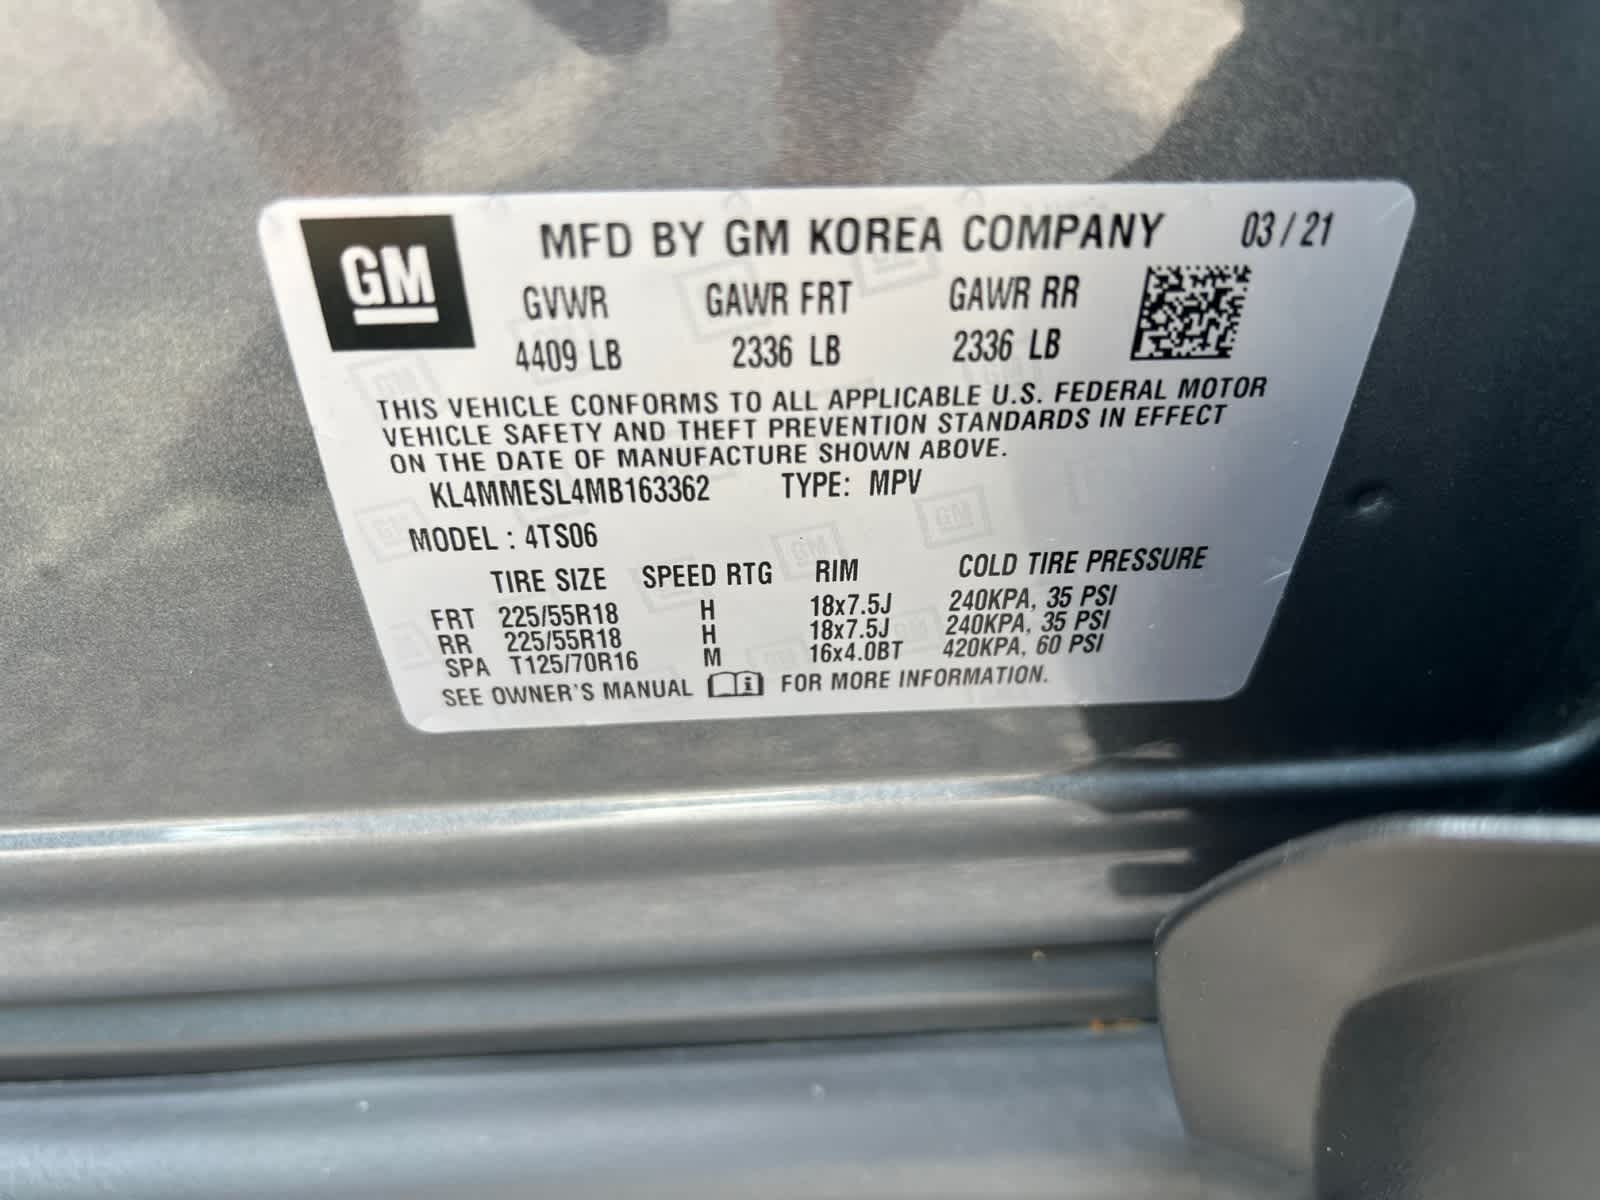 GM
MFD BY GM KOREA COMPANY 03 / 21
GVWR GAWR FRT GAWR RR
4409 LB 2336 LB 2336 LB
THIS VEHICLE CONFORMS TO ALL APPLICABLE U.S. FEDERAL MOTOR
VEHICLE SAFETY AND THEFT PREVENTION STANDARDS IN EFFECT
ON THE DATE OF MANUFACTURE SHOWN ABOVE.
KL4MMESL4MB163362 TYPE: MPV
MODEL : 4TS06
TIRE SIZE SPEED RTG RIM COLD TIRE PRESSURE
FRT 225/55R18 H 18x7.5J 240KPA, 35 PSI
RR 225/55R18 H 18x7.5J 240KPA, 35 PSI
SPA T125/70R16 M 16x4.0BT 420KPA, 60 PSI
SEE OWNER'S MANUAL i FOR MORE INFORMATION.